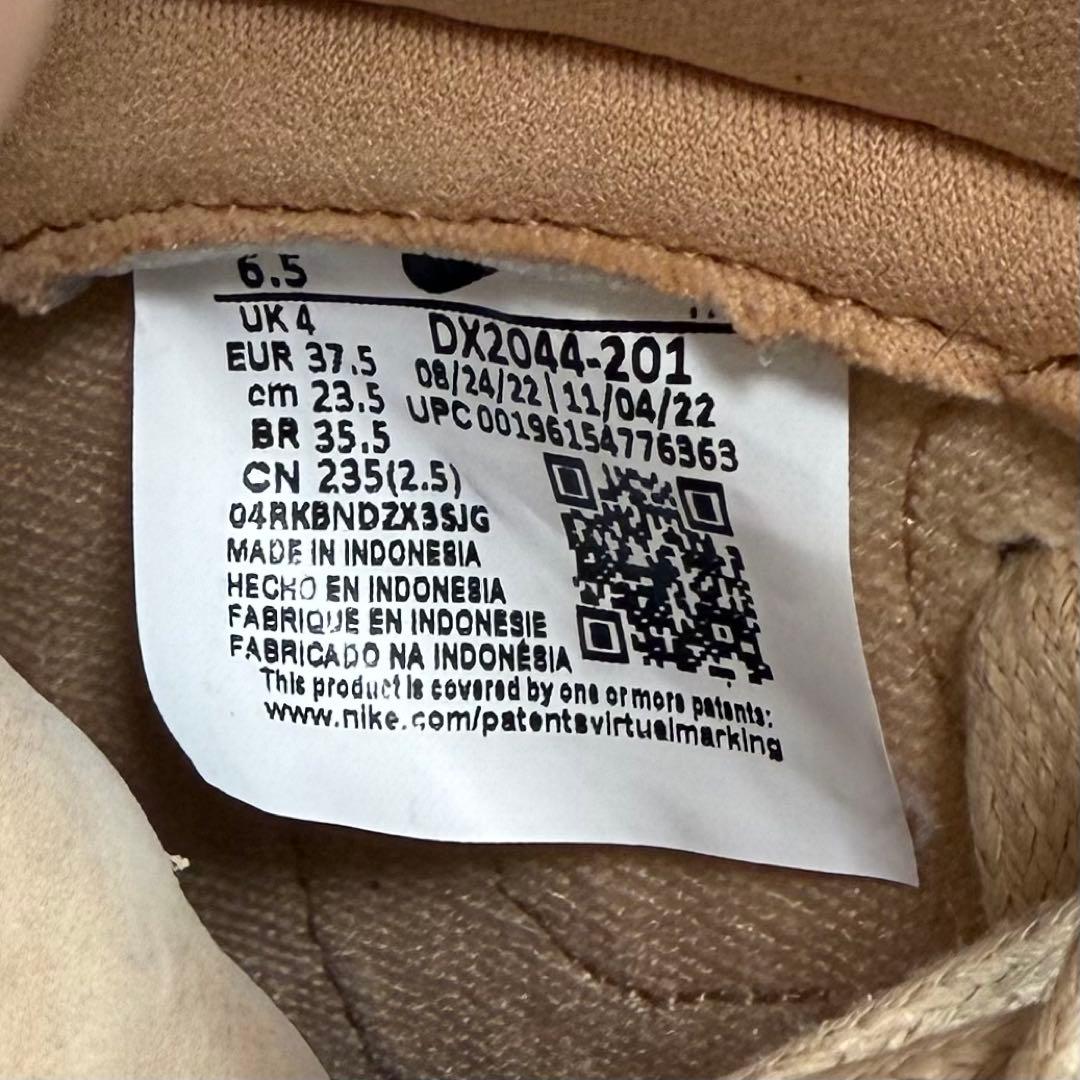 6.5
UK 4
EUR 37.5
cm 23.5
BR 35.5
CN 235(2.5)
DX2044-201
08/24/22\11/04/22
UPC 00196154776363
04RKBNDZX3SJG
MADE IN INDONESIA
HECHO EN INDONESIA
FABRIQUE EN INDONESIE
FABRICADO NA INDONÉSIA
This product is covered by one or more patents:
www.nike.com/patentsvirtualmarking